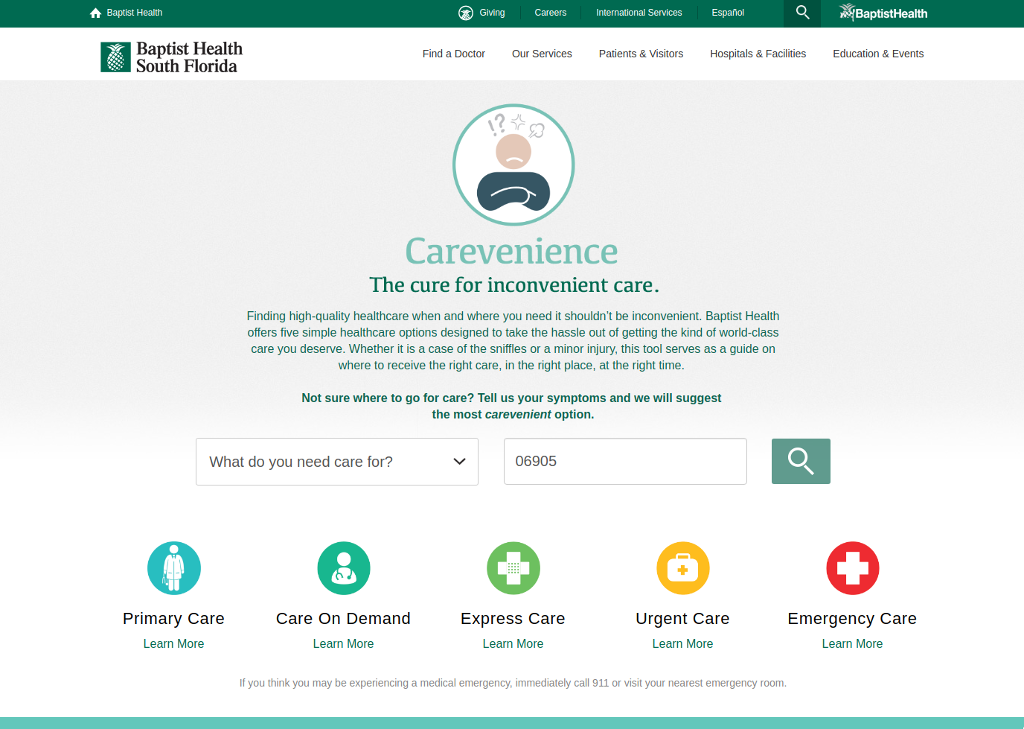 Baptist Health
Giving
Careers
International Services
Español
BaptistHealth
Baptist Health
South Florida
Find a Doctor
Our Services
Patients & Visitors
Hospitals & Facilities
Education & Events
!?
Carevenience
The cure for inconvenient care.
Finding high-quality healthcare when and where you need it shouldn’t be inconvenient. Baptist Health
offers five simple healthcare options designed to take the hassle out of getting the kind of world-class
care you deserve. Whether it is a case of the sniffles or a minor injury, this tool serves as a guide on
where to receive the right care, in the right place, at the right time.
Not sure where to go for care? Tell us your symptoms and we will suggest
the most carevenient option.
What do you need care for?
06905
Primary Care
Learn More
Care On Demand
Learn More
Express Care
Learn More
Urgent Care
Learn More
Emergency Care
Learn More
If you think you may be experiencing a medical emergency, immediately call 911 or visit your nearest emergency room.